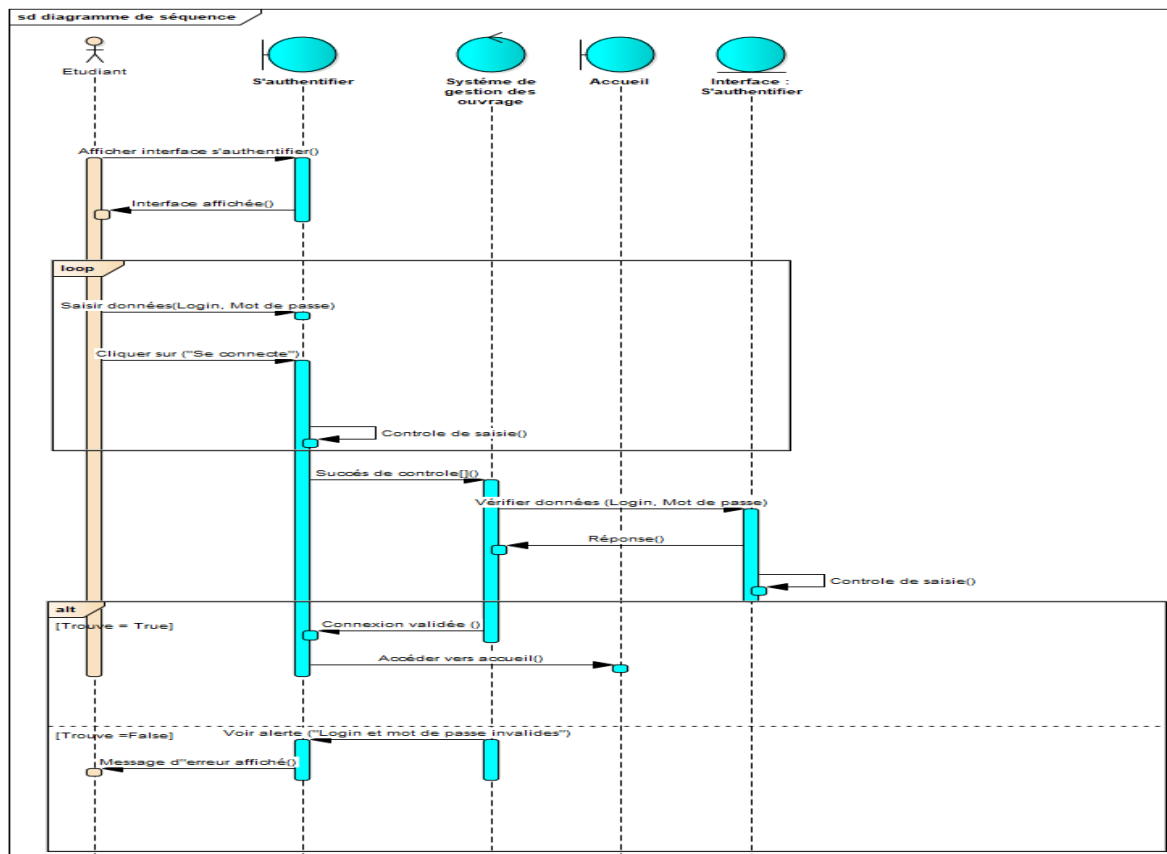 sd diagramme de séquence
Etudiant
S'authentifier
Systéme de
gestion des
ouvrage
Accueil
Interface :
S'authentifier
Afficher interface s'authentifier()
Interface affichée()
loop
Saisir données(Login, Mot de passe)
Cliquer sur ("Se connecte")
Controle de saisie()
Succés de controle[]()
Vérifier données (Login, Mot de passe)
Réponse()
Controle de saisie()
alt
[Trouve = True]
Connexion validée ()
Accéder vers accueil()
[Trouve =False]
Voir alerte ("Login et mot de passe invalides")
Message d"erreur affiché()